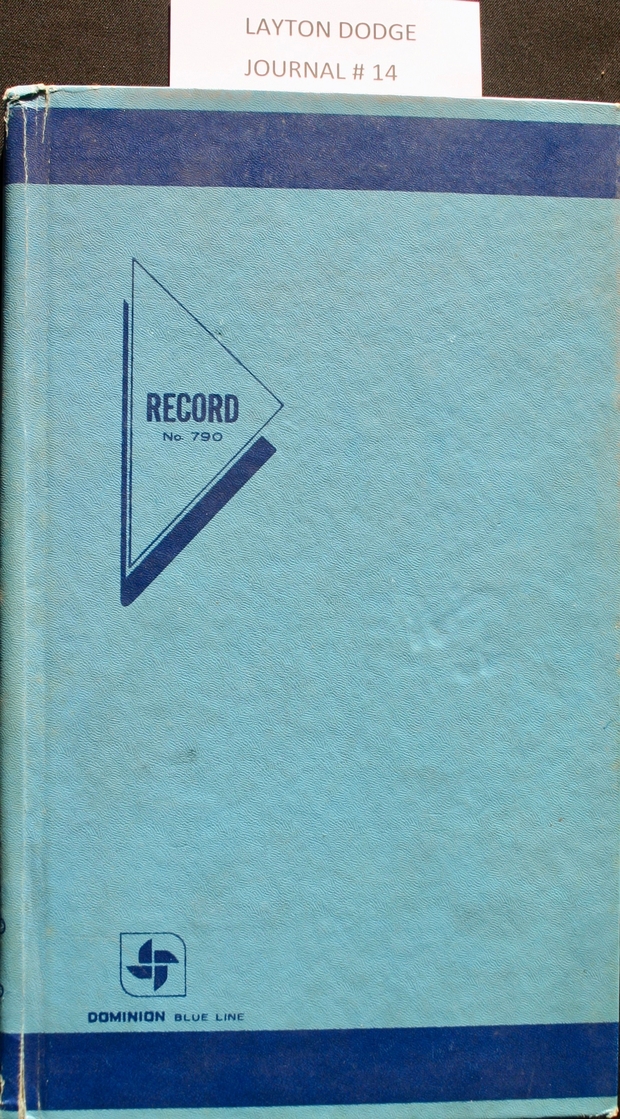 LAYTON DODGE
JOURNAL # 14
RECORD
No. 790
DOMINION BLUE LINE